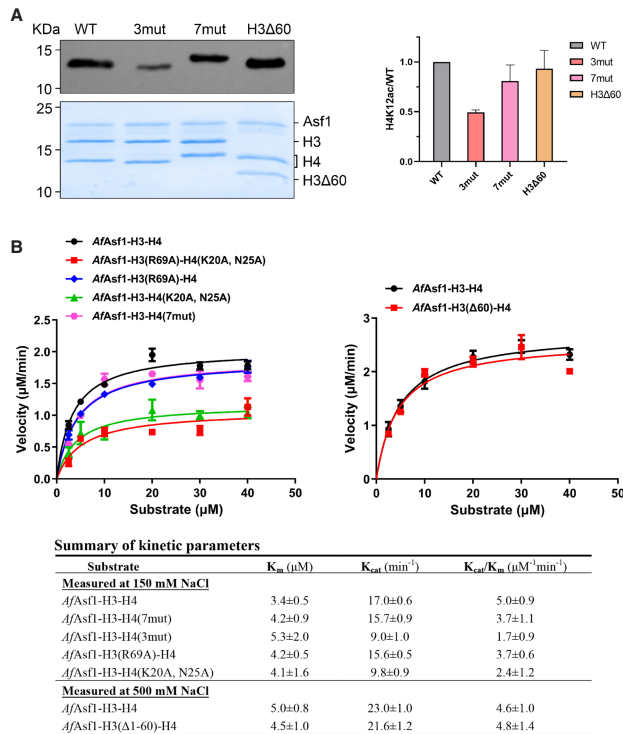 A
KDa WT 3mut 7mut H3Δ60
15
10
25
15
10
Asf1
H3
H4
H3Δ60
H4K12ac/WT
1.0
0.5
0.0
WT 3mut 7mut H3Δ60
WT
3mut
7mut
H3Δ60
B
AfAsf1-H3-H4
AfAsf1-H3(R69A)-H4(K20A, N25A)
AfAsf1-H3(R69A)-H4
AfAsf1-H3-H4(K20A, N25A)
AfAsf1-H3-H4(7mut)
Velocity (μM/min)
2.5
2.0
1.5
1.0
0.5
0.0
0 10 20 30 40 50
Substrate (μM)
AfAsf1-H3-H4
AfAsf1-H3(Δ60)-H4
Velocity (μM/min)
3
2
1
0
0 10 20 30 40 50
Substrate (μM)
Summary of kinetic parameters
Substrate Km (μM) Kcat (min-1) Kcat/Km (μM-1min-1)
Measured at 150 mM NaCl
AfAsf1-H3-H4 3.4±0.5 17.0±0.6 5.0±0.9
AfAsf1-H3-H4(7mut) 4.2±0.9 15.7±0.9 3.7±1.1
AfAsf1-H3-H4(3mut) 5.3±2.0 9.0±1.0 1.7±0.9
AfAsf1-H3(R69A)-H4 4.2±0.5 15.6±0.5 3.7±0.6
AfAsf1-H3-H4(K20A, N25A) 4.1±1.6 9.8±0.9 2.4±1.2
Measured at 500 mM NaCl
AfAsf1-H3-H4 5.0±0.8 23.0±1.0 4.6±1.0
AfAsf1-H3(Δ1-60)-H4 4.5±1.0 21.6±1.2 4.8±1.4